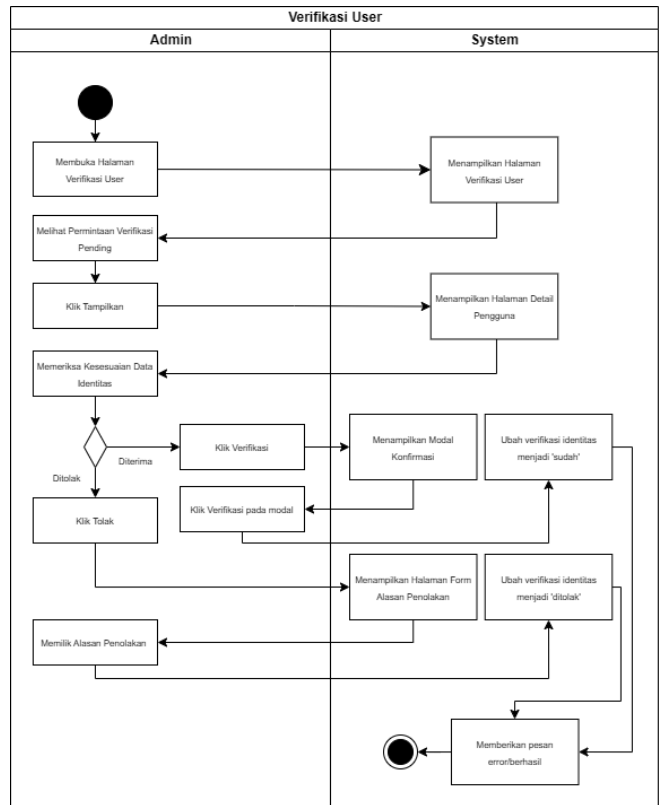 Verifikasi User
Admin
System
Membuka Halaman
Verifikasi User
Menampilkan Halaman
Verifikasi User
Melihat Permintaan Verifikasi
Pending
Klik Tampilkan
Menampilkan Halaman Detail
Pengguna
Memeriksa Kesesuaian Data
Identitas
Diterima
Ditolak
Klik Verifikasi
Menampilkan Modal
Konfirmasi
Ubah verifikasi identitas
menjadi 'sudah'
Klik Verifikasi pada modal
Klik Tolak
Menampilkan Halaman Form
Alasan Penolakan
Ubah verifikasi identitas
menjadi 'ditolak'
Memilik Alasan Penolakan
Memberikan pesan
error/berhasil